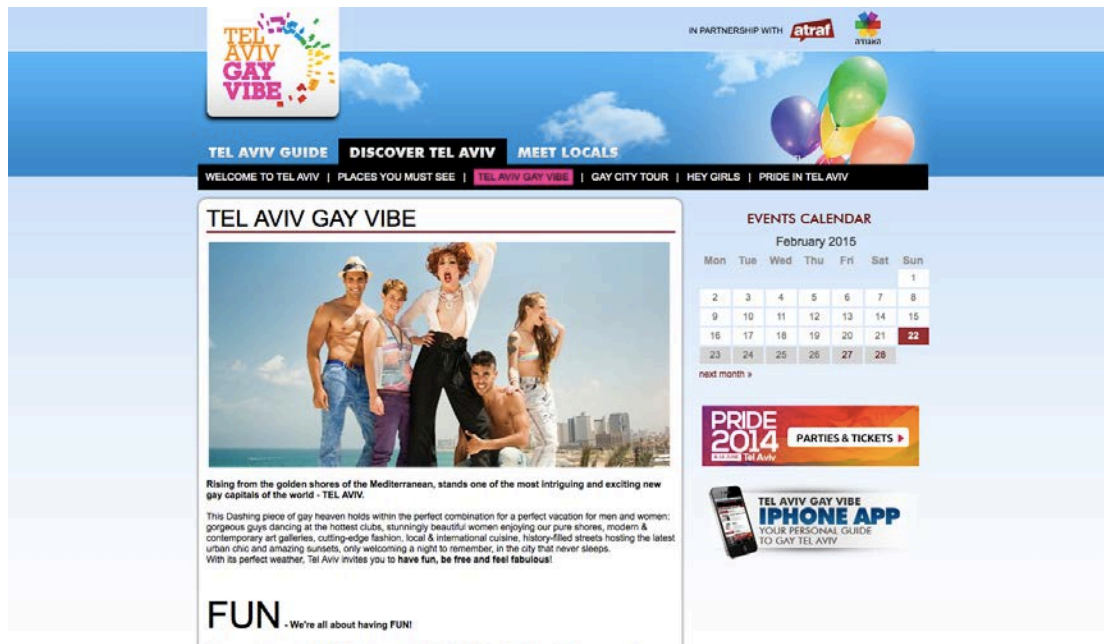 TEL
AVIV
GAY
VIBE
IN PARTNERSHIP WITH atraf האגודה
TEL AVIV GUIDE DISCOVER TEL AVIV MEET LOCALS
WELCOME TO TEL AVIV | PLACES YOU MUST SEE | TEL AVIV GAY VIBE | GAY CITY TOUR | HEY GIRLS | PRIDE IN TEL AVIV
TEL AVIV GAY VIBE
Rising from the golden shores of the Mediterranean, stands one of the most intriguing and exciting new
gay capitals of the world - TEL AVIV.
This Dashing piece of gay heaven holds within the perfect combination for a perfect vacation for men and women:
gorgeous guys dancing at the hottest clubs, stunningly beautiful women enjoying our pure shores, modern &
contemporary art galleries, cutting-edge fashion, local & international cuisine, history-filled streets hosting the latest
urban chic and amazing sunsets, only welcoming a night to remember, in the city that never sleeps.
With its perfect weather, Tel Aviv invites you to have fun, be free and feel fabulous!
FUN - We're all about having FUN!
EVENTS CALENDAR
February 2015
Mon Tue Wed Thu Fri Sat Sun
1
2 3 4 5 6 7 8
9 10 11 12 13 14 15
16 17 18 19 20 21 22
23 24 25 26 27 28
next month »
PRIDE
2014 PARTIES & TICKETS
Tel Aviv
TEL AVIV GAY VIBE
IPHONE APP
YOUR PERSONAL GUIDE
TO GAY TEL AVIV